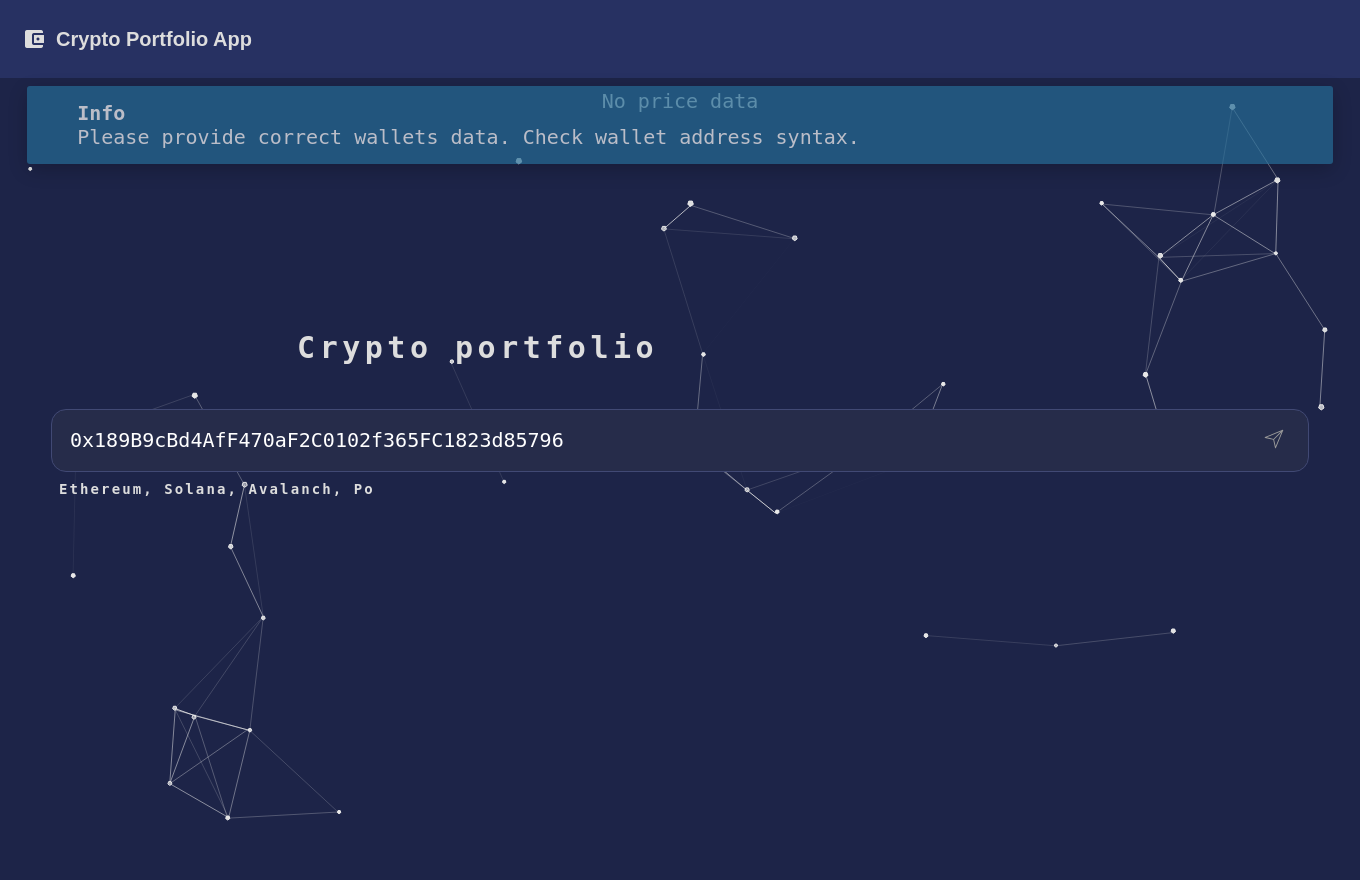 Crypto Portfolio App
No price data
Info
Please provide correct wallets data. Check wallet address syntax.
Crypto portfolio
0x189B9cBd4AfF470aF2C0102f365FC1823d85796
Ethereum, Solana, Avalanch, Po